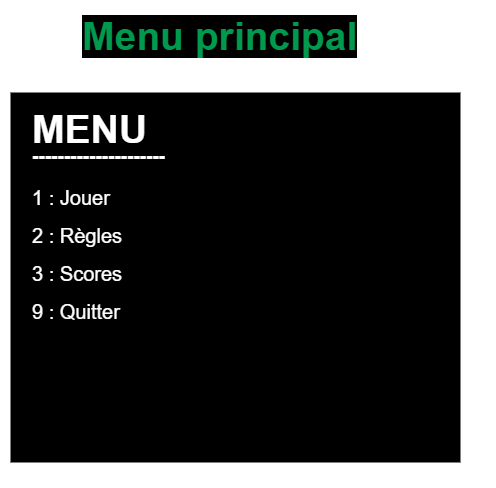 Menu principal
MENU
---------------------
1 : Jouer
2 : Règles
3 : Scores
9 : Quitter